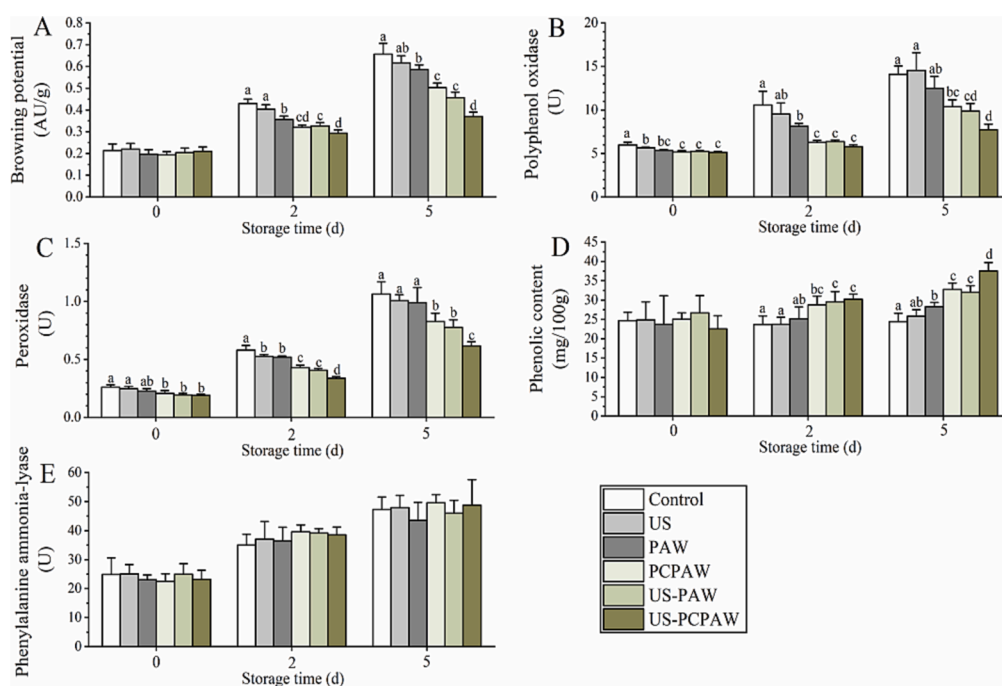 A
Browning potential
(AU/g)
0.8
0.7
0.6
0.5
0.4
0.3
0.2
0.1
0.0
a a b cd c d
a ab b c c d
0 2 5
Storage time (d)
B
Polyphenol oxidase
(U)
20
15
10
5
0
a b bc c c c
a ab b c c c
a a ab bc cd d
0 2 5
Storage time (d)
C
Peroxidase
(U)
1.5
1.0
0.5
0.0
a a ab b b b
a b b c c d
a a a b b c
0 2 5
Storage time (d)
D
Phenolic content
(mg/100g)
45
40
35
30
25
20
15
10
5
0
a a ab bc c c
a a b c c d
0 2 5
Storage time (d)
E
Phenylalanine ammonia-lyase
(U)
60
50
40
30
20
10
0
0 2 5
Storage time (d)
Control
US
PAW
PCPAW
US-PAW
US-PCPAW